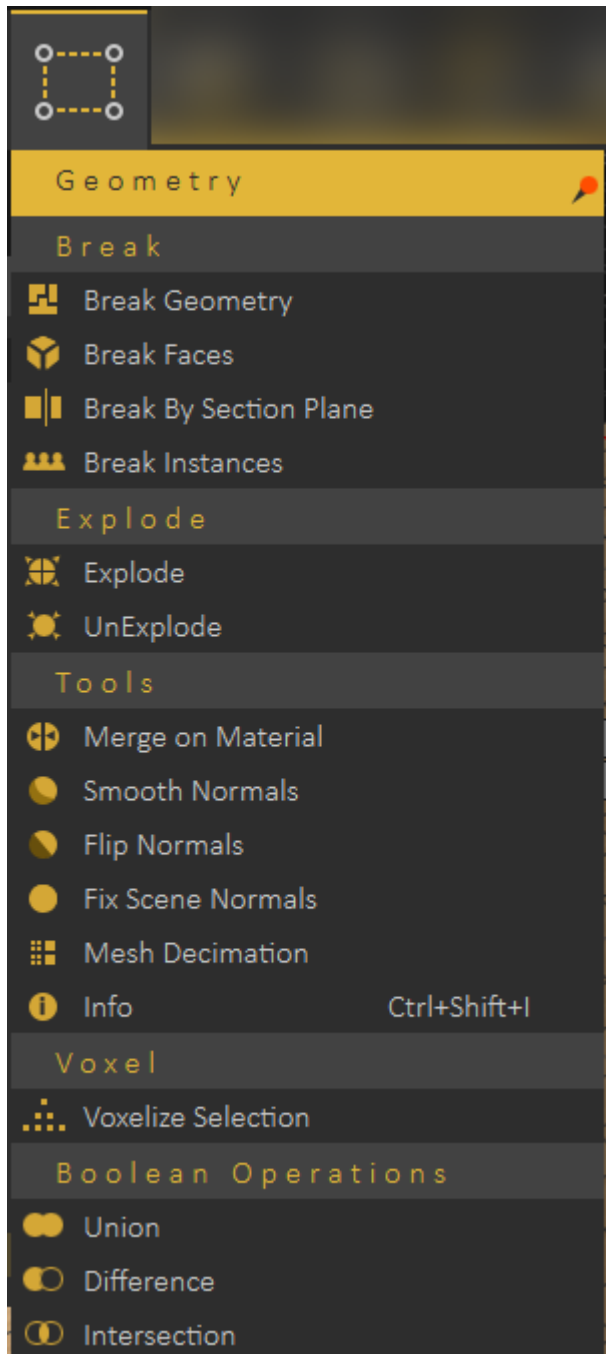 Geometry
Break
Break Geometry
Break Faces
Break By Section Plane
Break Instances
Explode
Explode
UnExplode
Tools
Merge on Material
Smooth Normals
Flip Normals
Fix Scene Normals
Mesh Decimation
Info Ctrl+Shift+I
Voxel
Voxelize Selection
Boolean Operations
Union
Difference
Intersection